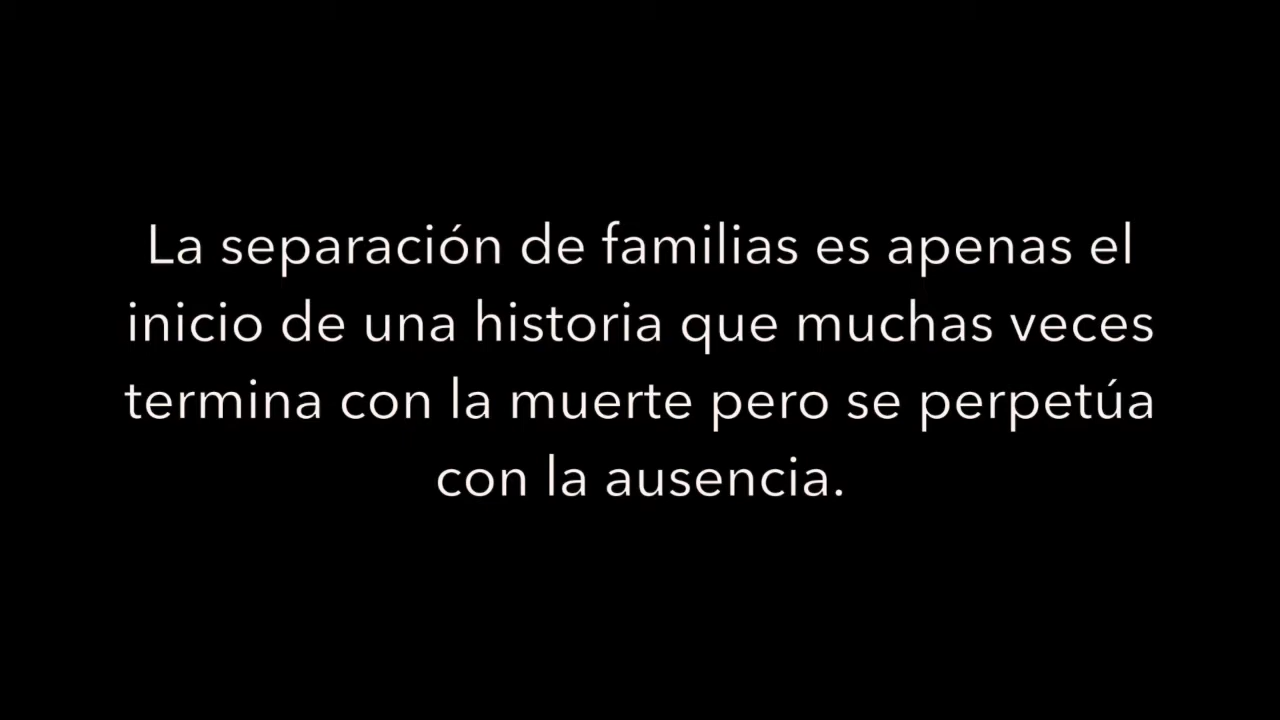 La separación de familias es apenas el
inicio de una historia que muchas veces
termina con la muerte pero se perpetúa
con la ausencia.